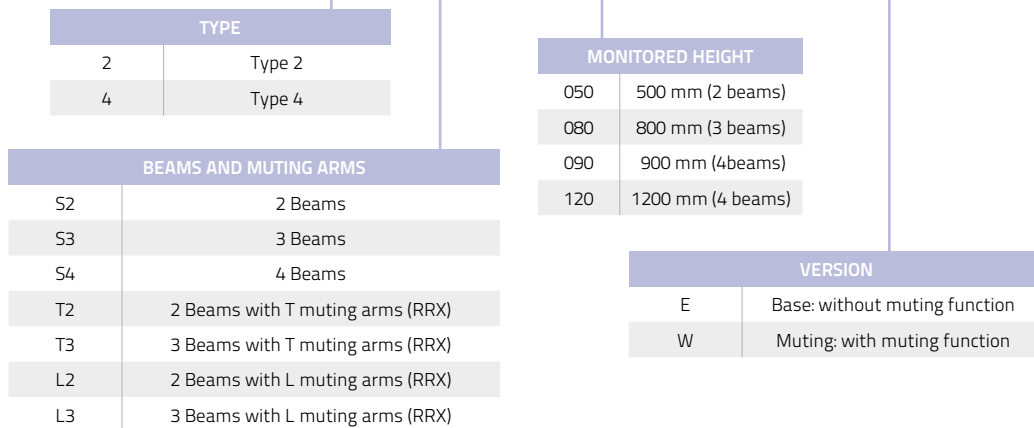 TYPE
2 Type 2
4 Type 4
MONITORED HEIGHT
050 500 mm (2 beams)
080 800 mm (3 beams)
090 900 mm (4beams)
120 1200 mm (4 beams)
BEAMS AND MUTING ARMS
S2 2 Beams
S3 3 Beams
S4 4 Beams
T2 2 Beams with T muting arms (RRX)
T3 3 Beams with T muting arms (RRX)
L2 2 Beams with L muting arms (RRX)
L3 3 Beams with L muting arms (RRX)
VERSION
E Base: without muting function
W Muting: with muting function